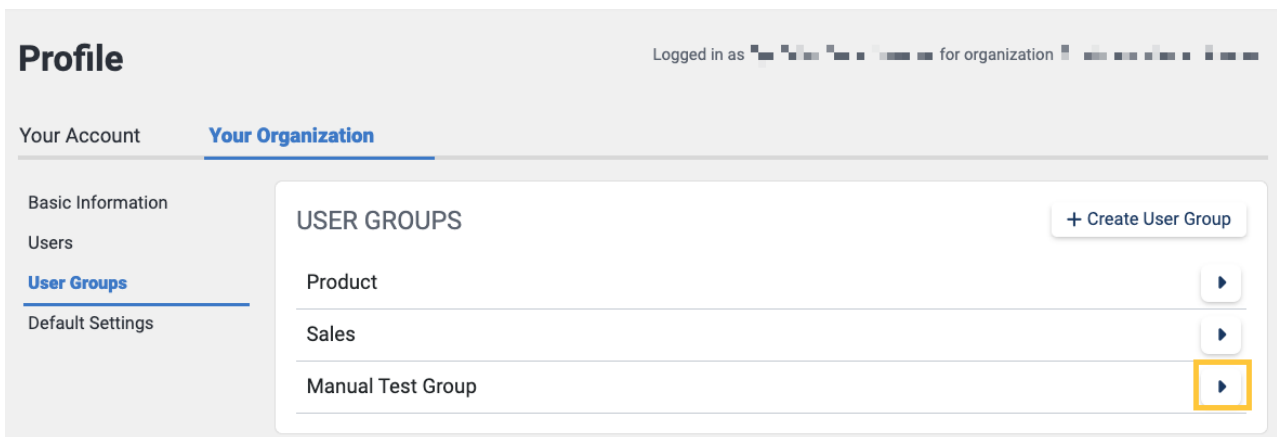 Profile
Logged in as for organization
Your Account
Your Organization
Basic Information
Users
User Groups
Default Settings
USER GROUPS
+ Create User Group
Product
Sales
Manual Test Group